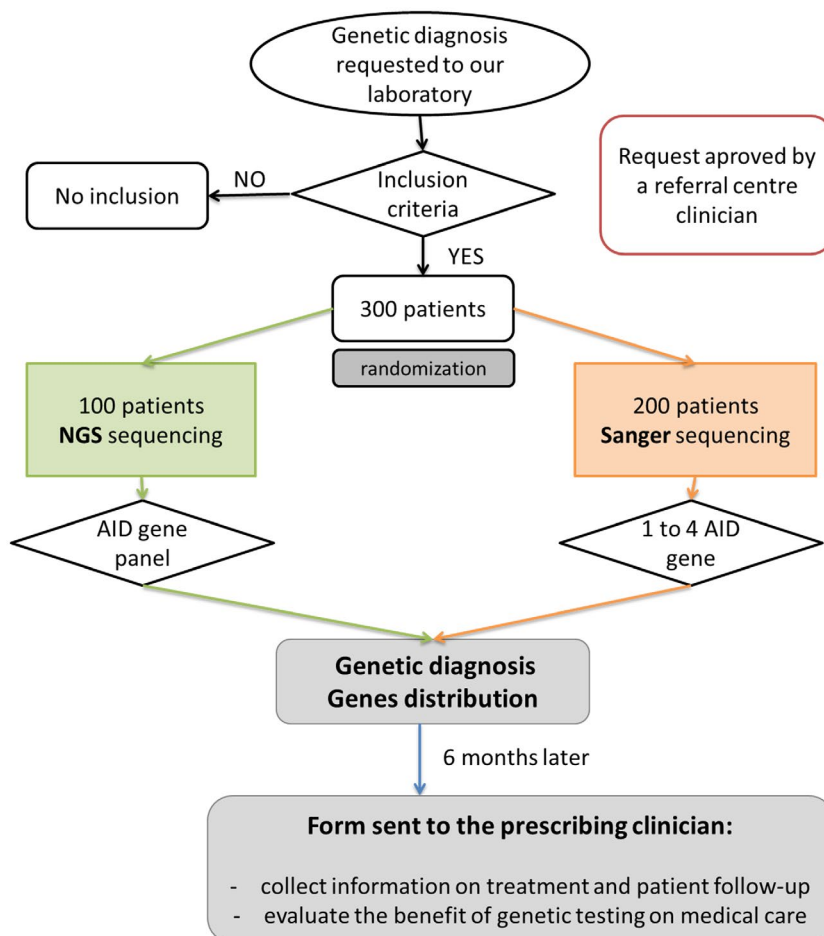 Genetic diagnosis
requested to our
laboratory
Request aproved by
a referral centre
clinician
No inclusion
NO
Inclusion
criteria
YES
300 patients
randomization
100 patients
NGS sequencing
200 patients
Sanger sequencing
AID gene
panel
1 to 4 AID
gene
Genetic diagnosis
Genes distribution
6 months later
Form sent to the prescribing clinician:
- collect information on treatment and patient follow-up
- evaluate the benefit of genetic testing on medical care